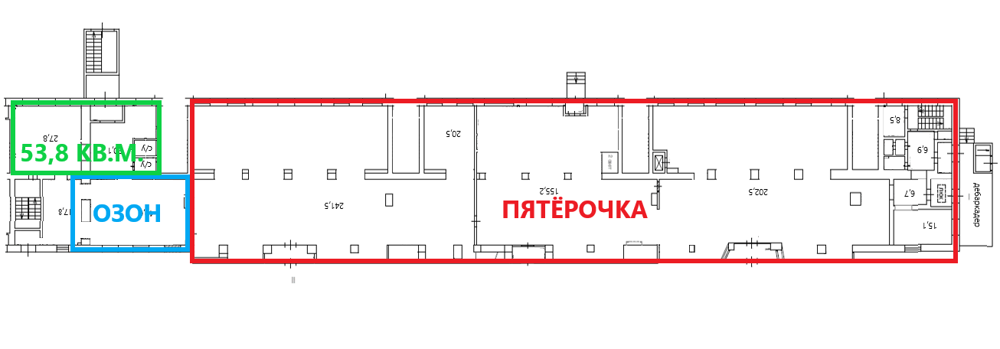 8,5
20,5
27,8
с/у
53,8 КВ.М.
6,9
с/у
155,2
202,5
6,7
дебаркадер
241,5
ПЯТЁРОЧКА
17,8
ОЗОН
15,1